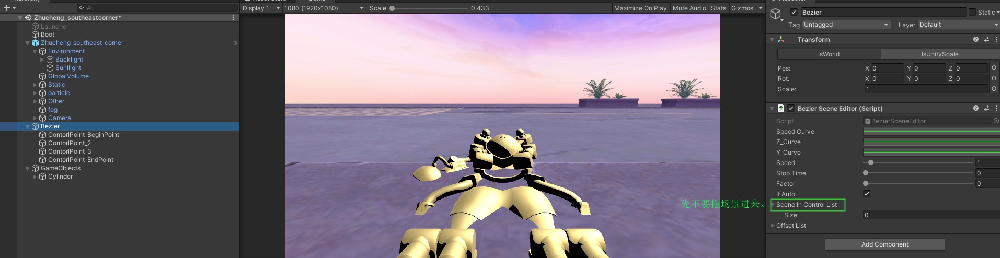 All
Zhucheng_southeastcorner*
Launcher
Boot
Zhucheng_southeast_corner
Environment
Backlight
Sunllight
GlobalVolume
Static
particle
Other
fog
Camera
Bezier
ContorlPoint_BeginPoint
ContorlPoint_2
ContorlPoint_3
ContorlPoint_EndPoint
GameObjects
Cylinder
Display 1 1080 (1920x1080) Scale 0.433 Maximize On Play Mute Audio Stats Gizmos
先不要拖场景进来。
Bezier Static
Tag Untagged Layer Default
Transform
IsWorld IsUnifyScale
Pos: X 0 Y 0 Z 0 O
Rot: X 0 Y 0 Z 0 O
Scale: 1 O
# Bezier Scene Editor (Script)
Script BezierSceneEditor
Speed Curve
Z_Curve
Y_Curve
Speed 1
Stop Time 0
Factor 0
If Auto
Scene In Control List
Size 0
Offset List
Add Component